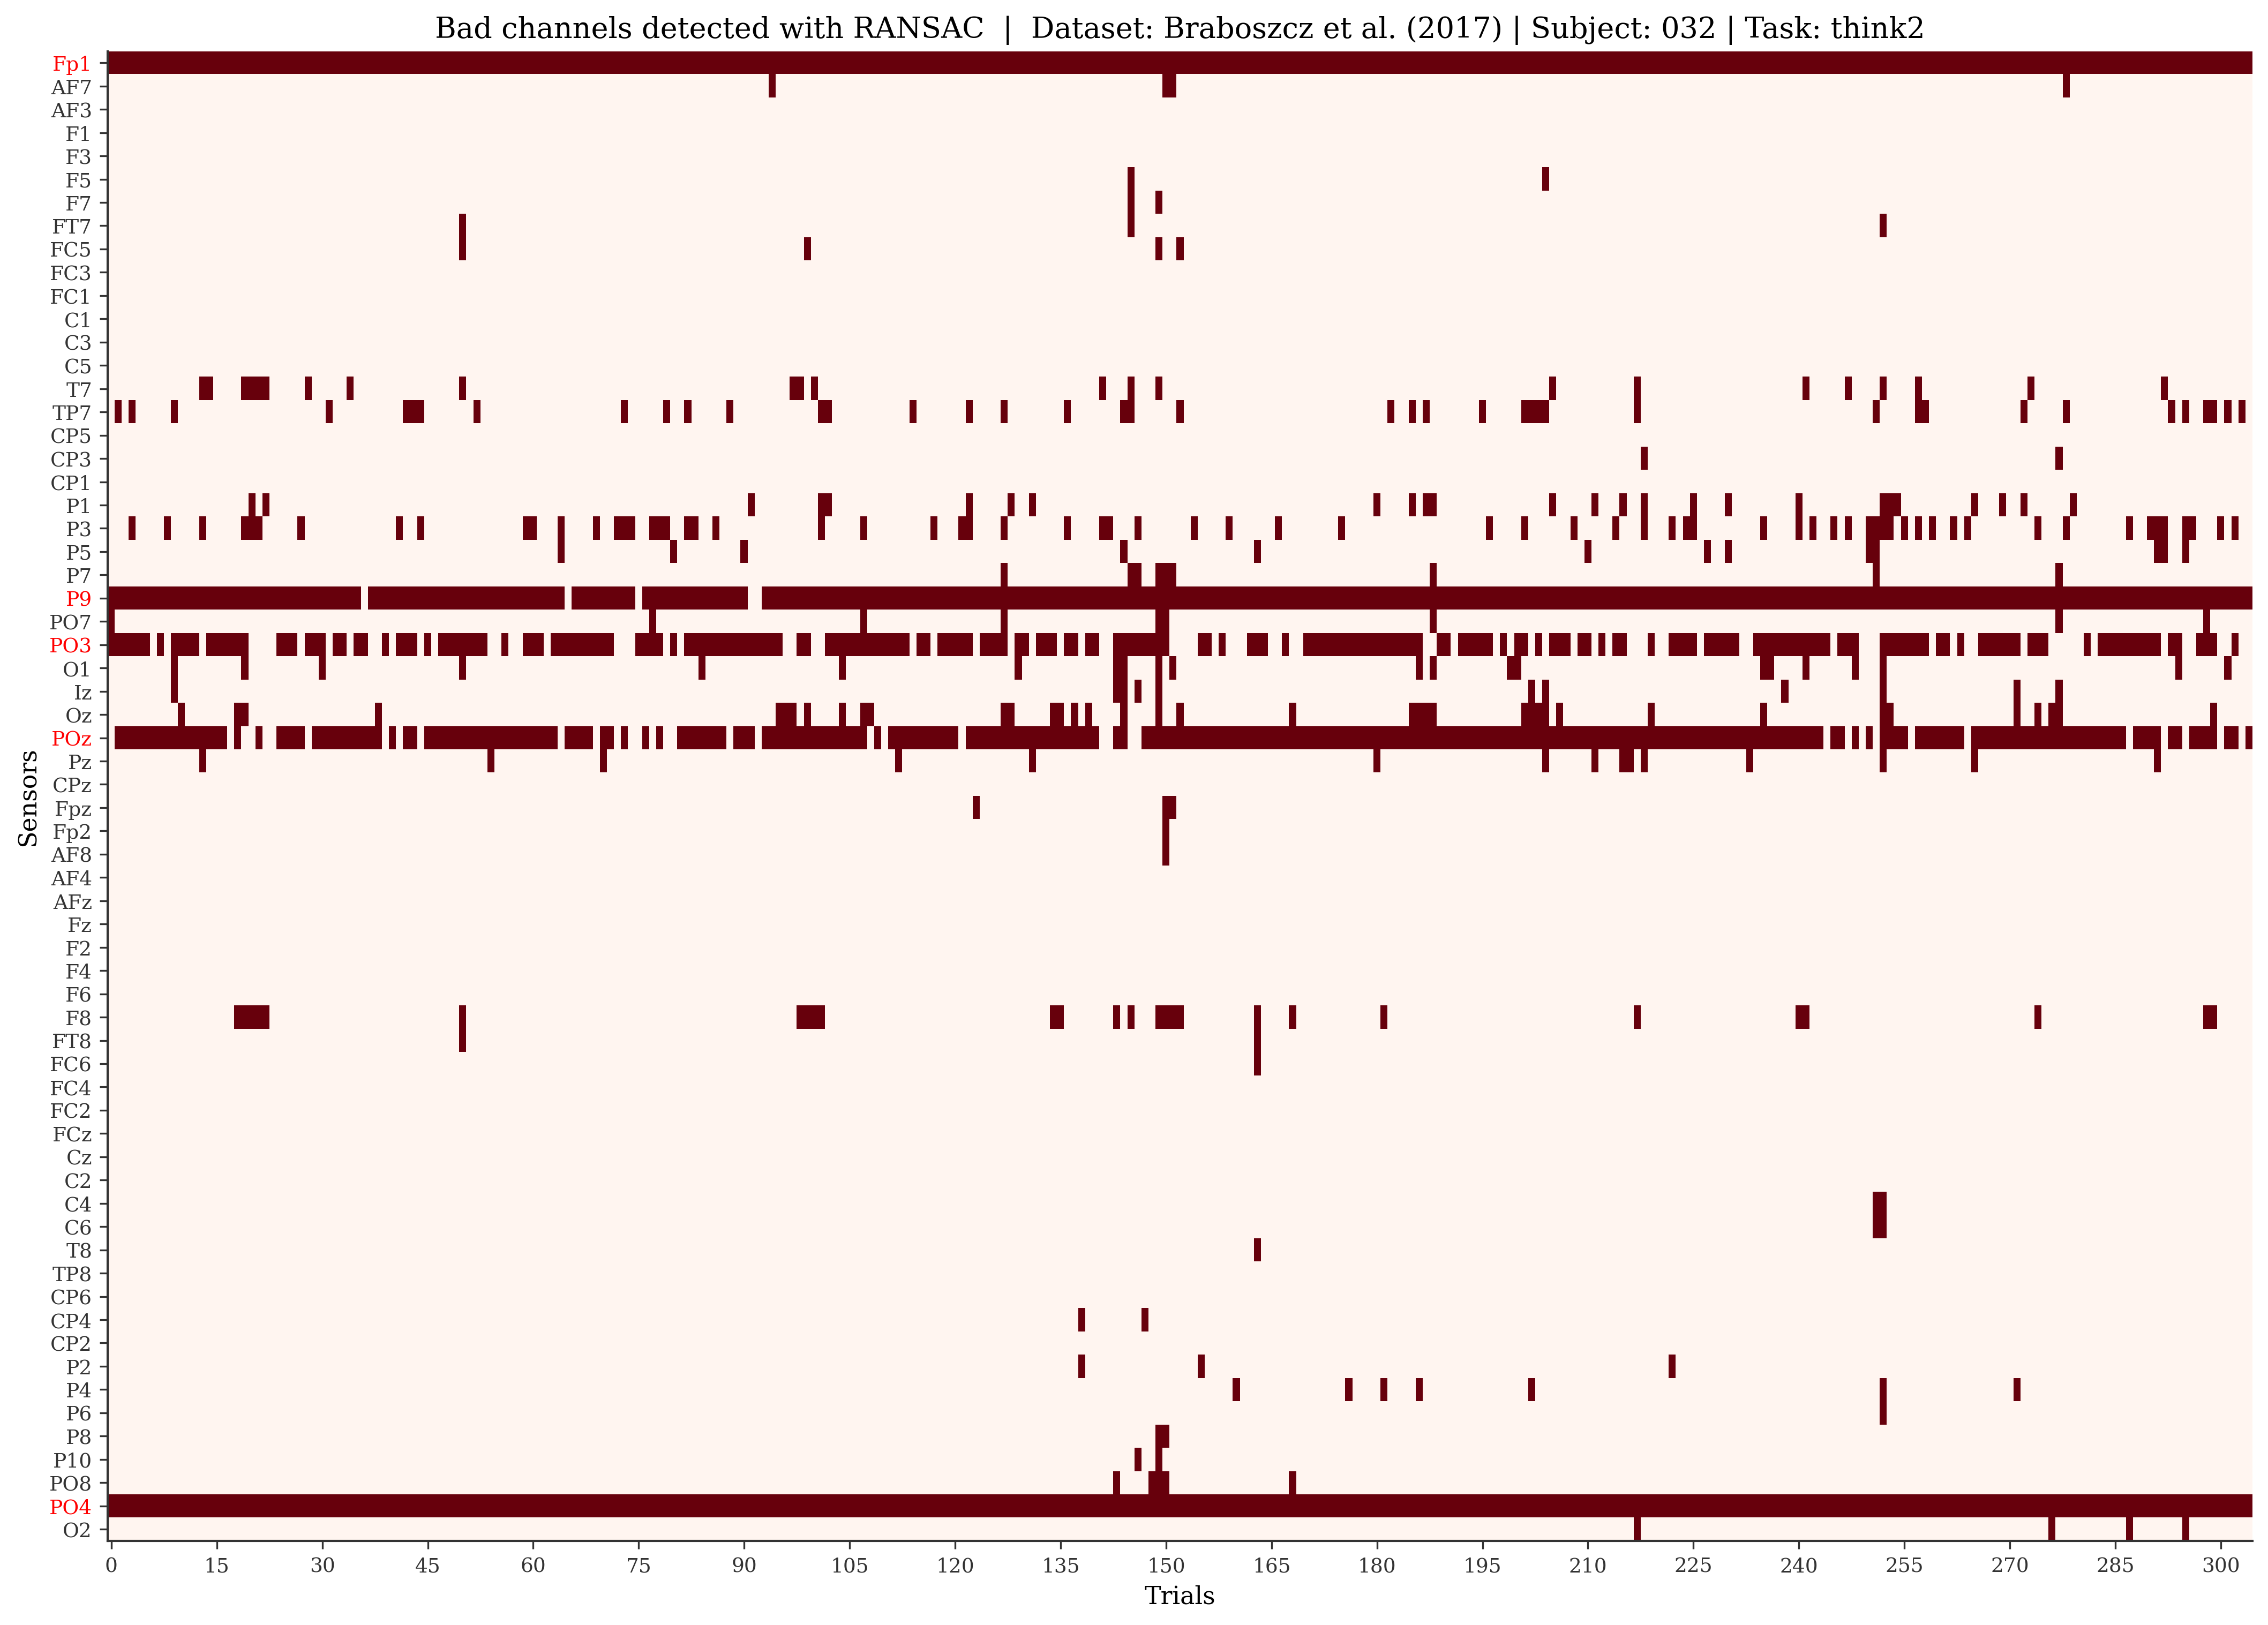 Bad channels detected with RANSAC | Dataset: Braboszcz et al. (2017) | Subject: 032 | Task: think2
Sensors
Fp1
AF7
AF3
F1
F3
F5
F7
FT7
FC5
FC3
FC1
C1
C3
C5
T7
TP7
CP5
CP3
CP1
P1
P3
P5
P7
P9
PO7
PO3
O1
Iz
Oz
POz
Pz
CPz
Fpz
Fp2
AF8
AF4
AFz
Fz
F2
F4
F6
F8
FT8
FC6
FC4
FC2
FCz
Cz
C2
C4
C6
T8
TP8
CP6
CP4
CP2
P2
P4
P6
P8
P10
PO8
PO4
O2
0 15 30 45 60 75 90 105 120 135 150 165 180 195 210 225 240 255 270 285 300
Trials